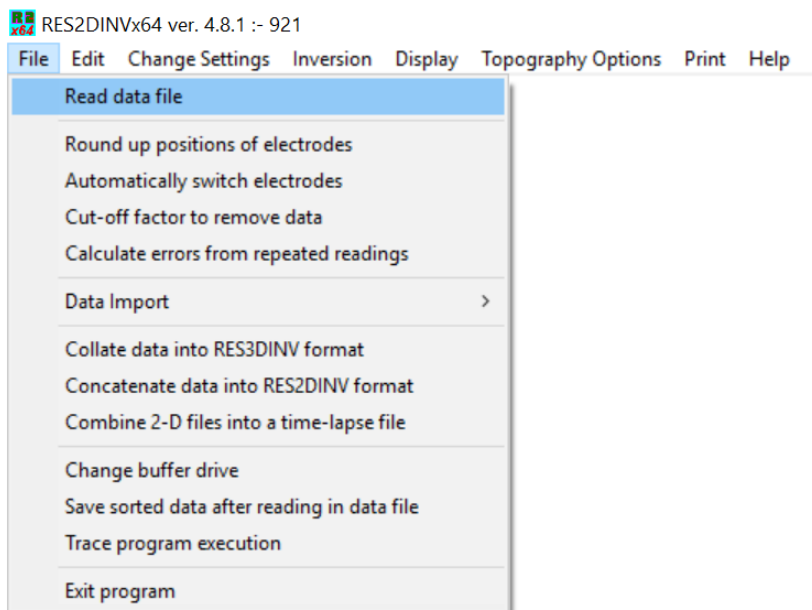 RES2DINVx64 ver. 4.8.1 :- 921
File Edit Change Settings Inversion Display Topography Options Print Help
Read data file
Round up positions of electrodes
Automatically switch electrodes
Cut-off factor to remove data
Calculate errors from repeated readings
Data Import
Collate data into RES3DINV format
Concatenate data into RES2DINV format
Combine 2-D files into a time-lapse file
Change buffer drive
Save sorted data after reading in data file
Trace program execution
Exit program